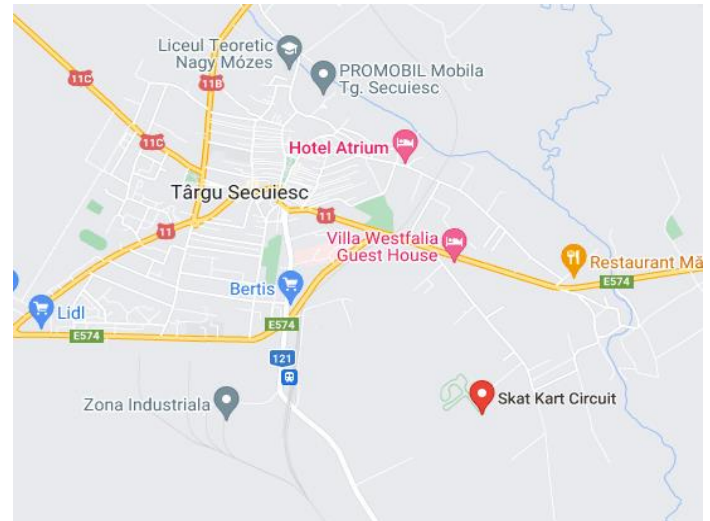 Liceul Teoretic
Nagy Mózes
11C
11B
PROMOBIL Mobila
Tg. Secuiesc
11C
Hotel Atrium
Târgu Secuiesc
11
11
Villa Westfalia
Guest House
Restaurant Mă
Bertis
E574
Lidl
E574
E574
121
Zona Industriala
Skat Kart Circuit